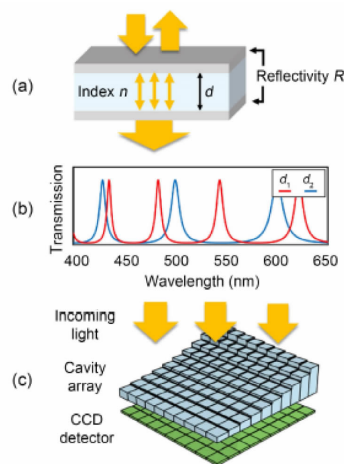 (a)
Index n
d
Reflectivity R
(b)
Transmission
d₁ d₂
400 450 500 550 600 650
Wavelength (nm)
(c)
Incoming
light
Cavity
array
CCD
detector